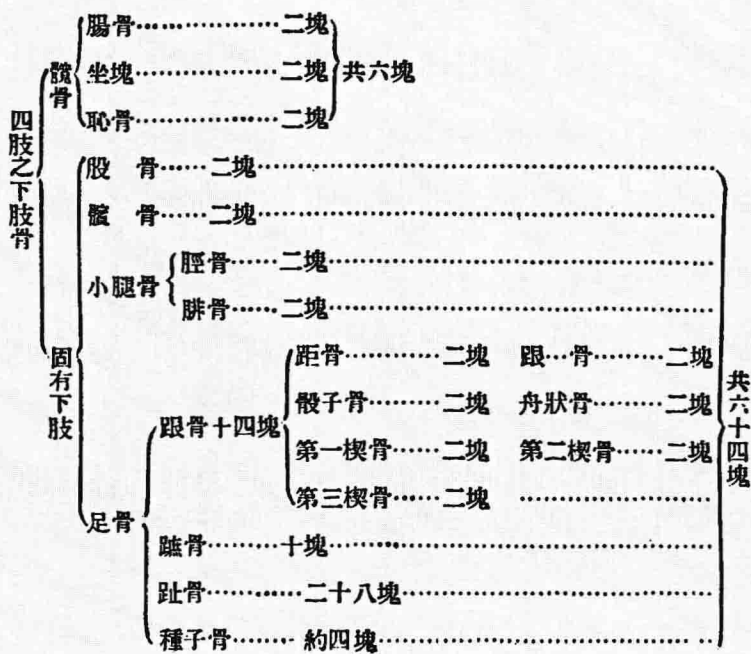 四肢之下肢骨
髖骨
腸骨……………二塊
坐塊……………二塊
恥骨……………二塊
共六塊
固有下肢
股　骨……二塊
髕　骨……二塊
小腿骨
脛骨……二塊
腓骨……二塊
足骨
跟骨十四塊
距骨………二塊　跟…骨………二塊
骰子骨……二塊　舟狀骨………二塊
第一楔骨……二塊　第二楔骨……二塊
第三楔骨……二塊
蹠骨………十塊
趾骨…………二十八塊
種子骨………約四塊
共六十四塊